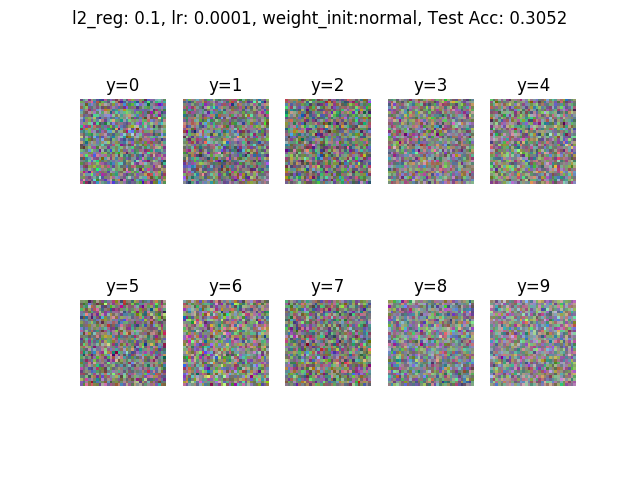 l2_reg: 0.1, lr: 0.0001, weight_init:normal, Test Acc: 0.3052
y=0 y=1 y=2 y=3 y=4
y=5 y=6 y=7 y=8 y=9